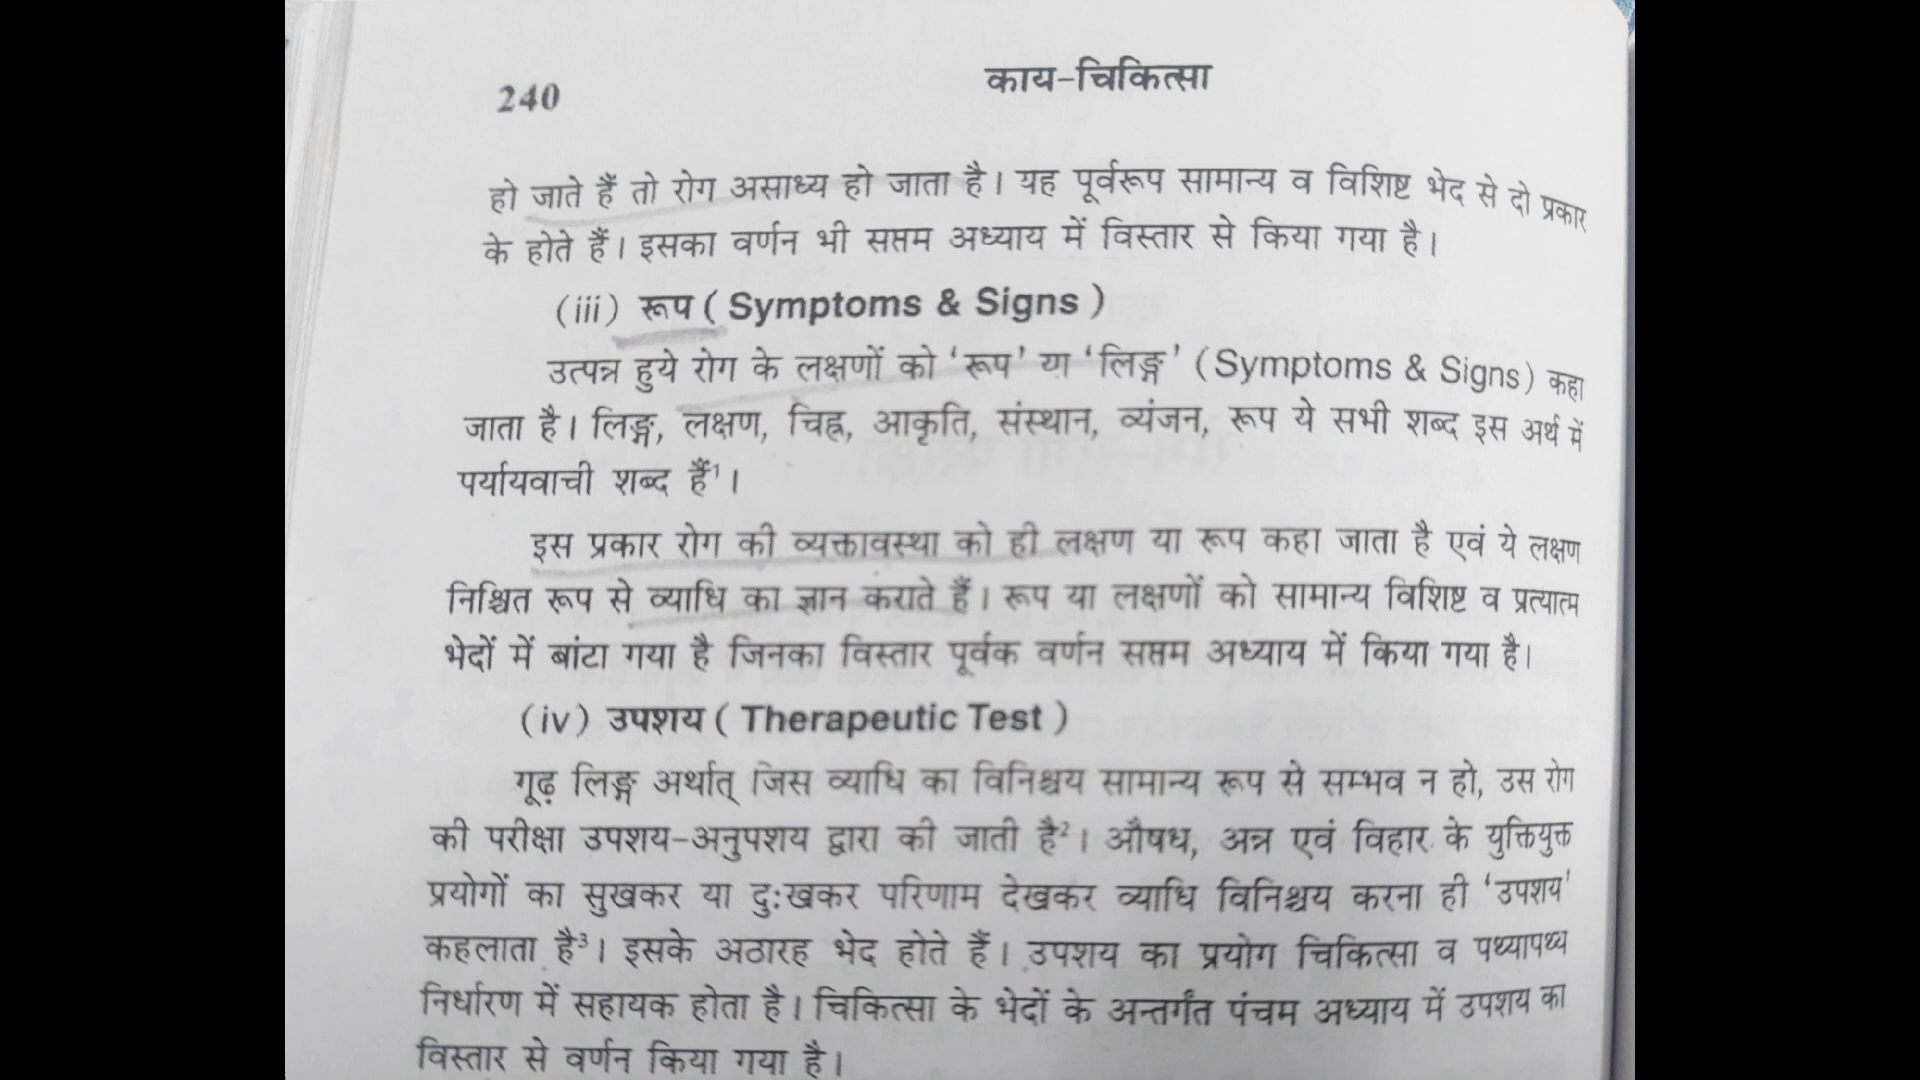 240
काय-चिकित्सा
हो जाते हैं तो रोग असाध्य हो जाता है। यह पूर्वरूप सामान्य व विशिष्ट भेद से दो प्रकार
के होते हैं। इसका वर्णन भी सप्तम अध्याय में विस्तार से किया गया है।
(iii) रूप ( Symptoms & Signs )
उत्पन्न हुये रोग के लक्षणों को ‘रूप’ या ‘लिङ्ग’ (Symptoms & Signs) कहा
जाता है। लिङ्ग, लक्षण, चिह्न, आकृति, संस्थान, व्यंजन, रूप ये सभी शब्द इस अर्थ में
पर्यायवाची शब्द हैं¹।
इस प्रकार रोग की व्यक्तावस्था को ही लक्षण या रूप कहा जाता है एवं ये लक्षण
निश्चित रूप से व्याधि का ज्ञान कराते हैं। रूप या लक्षणों को सामान्य विशिष्ट व प्रत्यात्म
भेदों में बांटा गया है जिनका विस्तार पूर्वक वर्णन सप्तम अध्याय में किया गया है।
(iv) उपशय ( Therapeutic Test )
गूढ़ लिङ्ग अर्थात् जिस व्याधि का विनिश्चय सामान्य रूप से सम्भव न हो, उस रोग
की परीक्षा उपशय-अनुपशय द्वारा की जाती है²। औषध, अन्न एवं विहार के युक्तियुक्त
प्रयोगों का सुखकर या दुःखकर परिणाम देखकर व्याधि विनिश्चय करना ही ‘उपशय’
कहलाता है³। इसके अठारह भेद होते हैं। उपशय का प्रयोग चिकित्सा व पथ्यापथ्य
निर्धारण में सहायक होता है। चिकित्सा के भेदों के अन्तर्गंत पंचम अध्याय में उपशय का
विस्तार से वर्णन किया गया है।